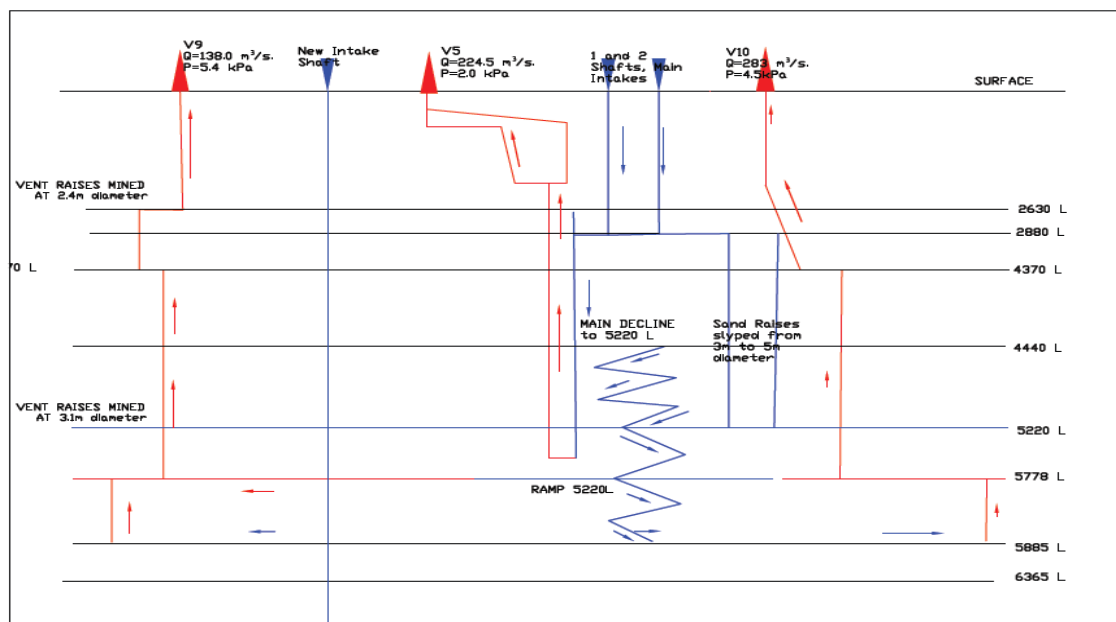 V9
Q=138.0 m³/s.
P=5.4 kPa
New Intake
Shaft
V5
Q=224.5 m³/s.
P=2.0 kPa
1 and 2
Shafts, Main
Intakes
V10
Q=283 m³/s.
P=4.5kPa
SURFACE
VENT RAISES MINED
AT 2.4m diameter
2630 L
2880 L
70 L
4370 L
MAIN DECLINE
to 5220 L
Sand Raises
slyped from
3m to 5m
diameter
4440 L
VENT RAISES MINED
AT 3.1m diameter
5220 L
5778 L
RAMP 5220L
5885 L
6365 L